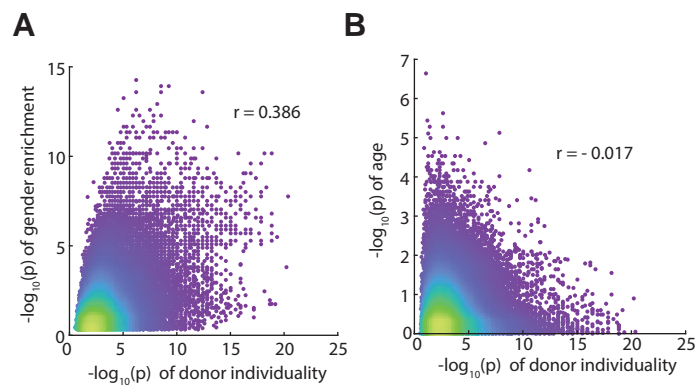 A
-log₁₀(p) of gender enrichment
15
10
5
0
r = 0.386
0 5 10 15 20 25
-log₁₀(p) of donor individuality
B
-log₁₀(p) of age
7
6
5
4
3
2
1
0
r = - 0.017
0 5 10 15 20 25
-log₁₀(p) of donor individuality